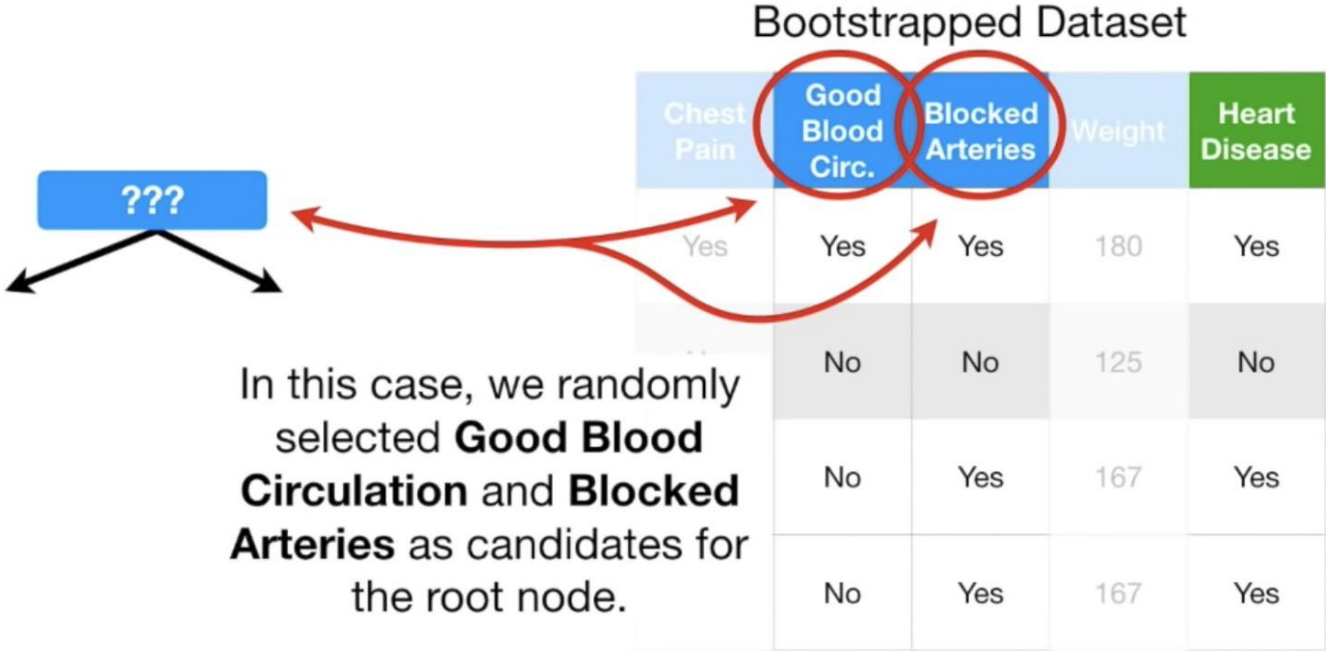 Bootstrapped Dataset
Chest Pain
Good Blood Circ.
Blocked Arteries
Weight
Heart Disease
???
Yes Yes Yes 180 Yes
No No 125 No
In this case, we randomly
selected Good Blood
Circulation and Blocked
Arteries as candidates for
the root node.
No Yes 167 Yes
No Yes 167 Yes